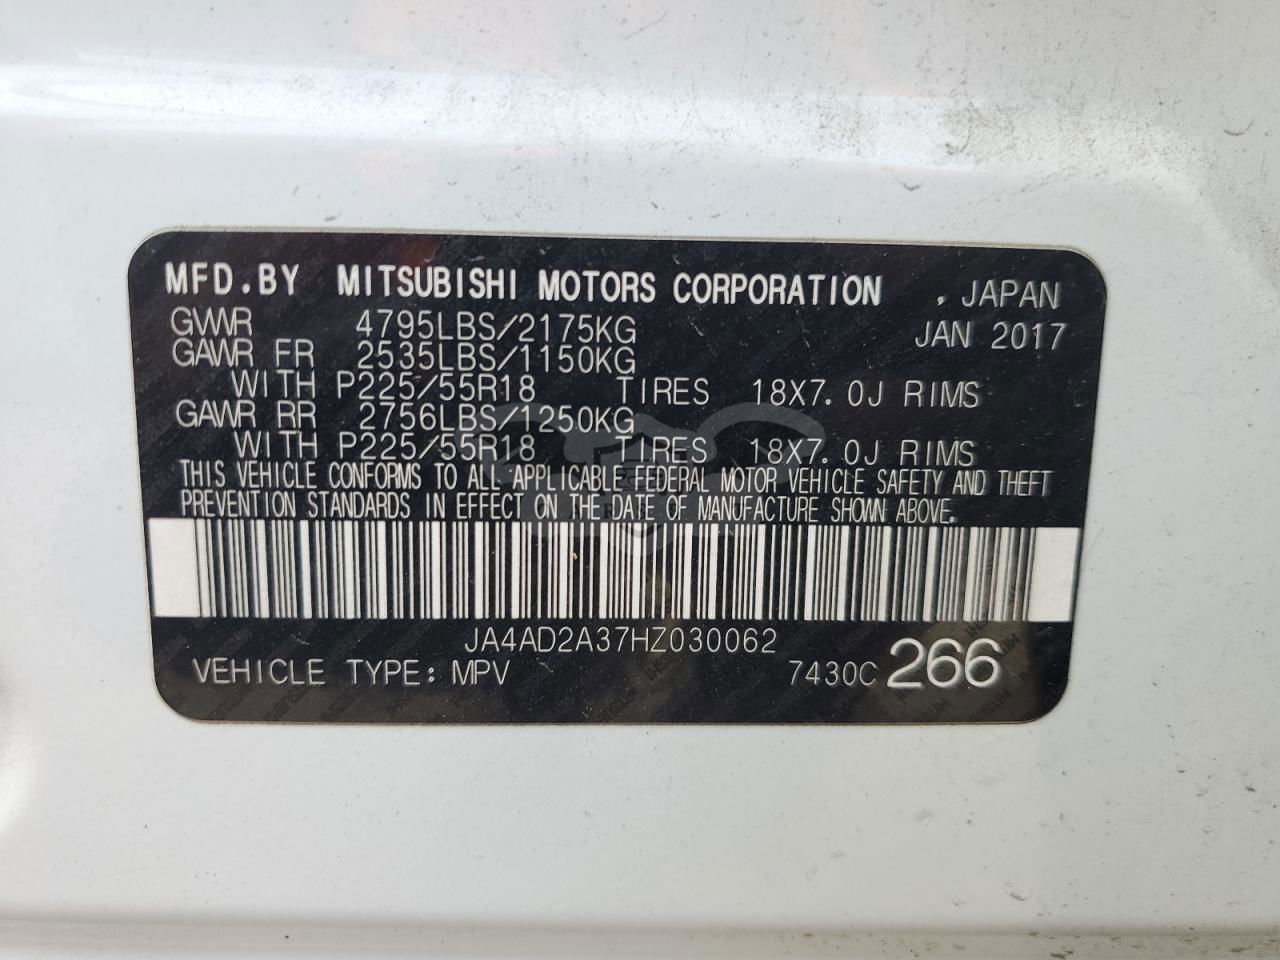 MFD.BY MITSUBISHI MOTORS CORPORATION , JAPAN
GVWR 4795LBS/2175KG JAN 2017
GAWR FR 2535LBS/1150KG
WITH P225/55R18 TIRES 18X7.0J RIMS
GAWR RR 2756LBS/1250KG
WITH P225/55R18 TIRES 18X7.0J RIMS
THIS VEHICLE CONFORMS TO ALL APPLICABLE FEDERAL MOTOR VEHICLE SAFETY AND THEFT
PREVENTION STANDARDS IN EFFECT ON THE DATE OF MANUFACTURE SHOWN ABOVE.
JA4AD2A37HZ030062
VEHICLE TYPE: MPV 7430C 266